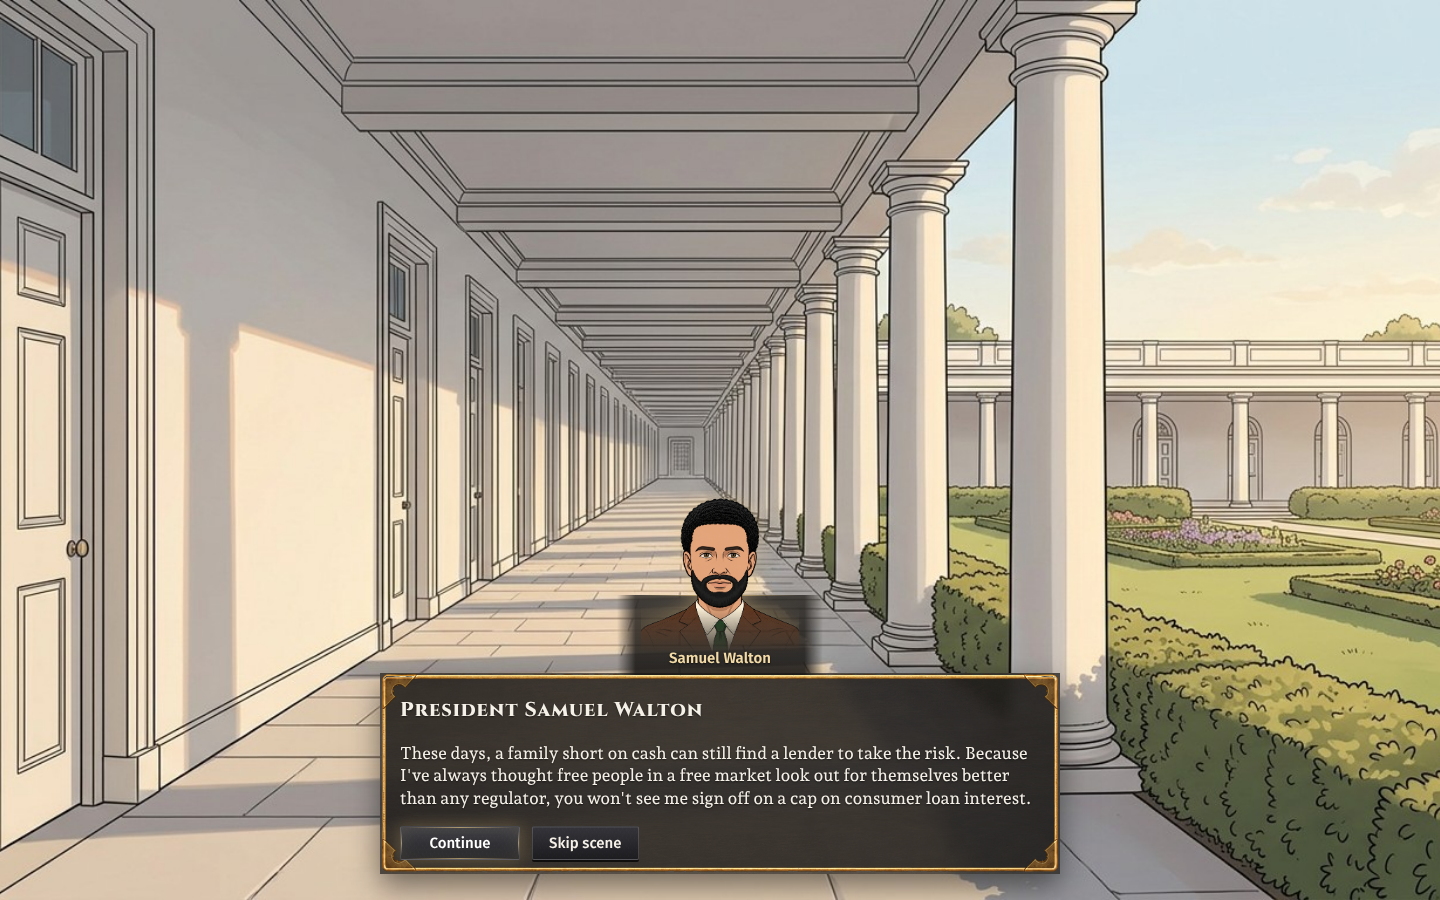 Samuel Walton
President Samuel Walton
These days, a family short on cash can still find a lender to take the risk. Because
I've always thought free people in a free market look out for themselves better
than any regulator, you won't see me sign off on a cap on consumer loan interest.
Continue
Skip scene